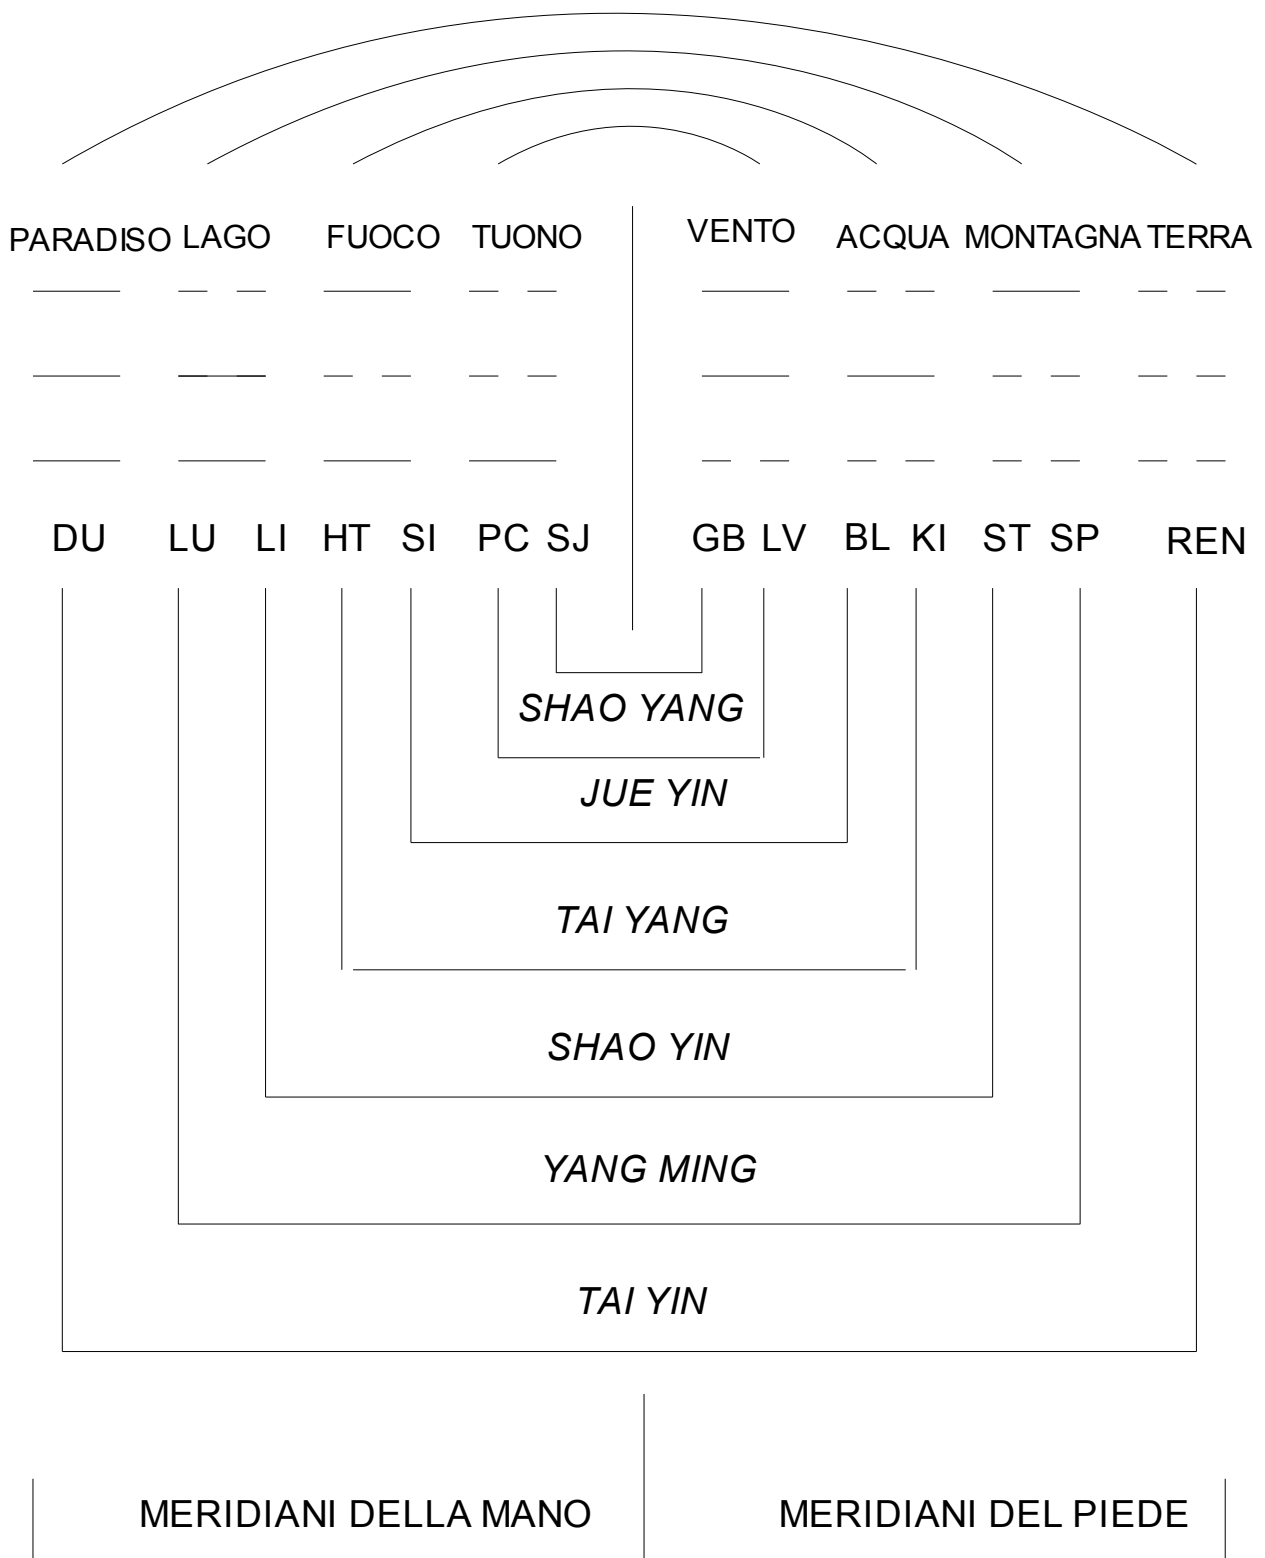 PARADISO LAGO FUOCO TUONO VENTO ACQUA MONTAGNA TERRA
DU LU LI HT SI PC SJ GB LV BL KI ST SP REN
SHAO YANG
JUE YIN
TAI YANG
SHAO YIN
YANG MING
TAI YIN
MERIDIANI DELLA MANO MERIDIANI DEL PIEDE